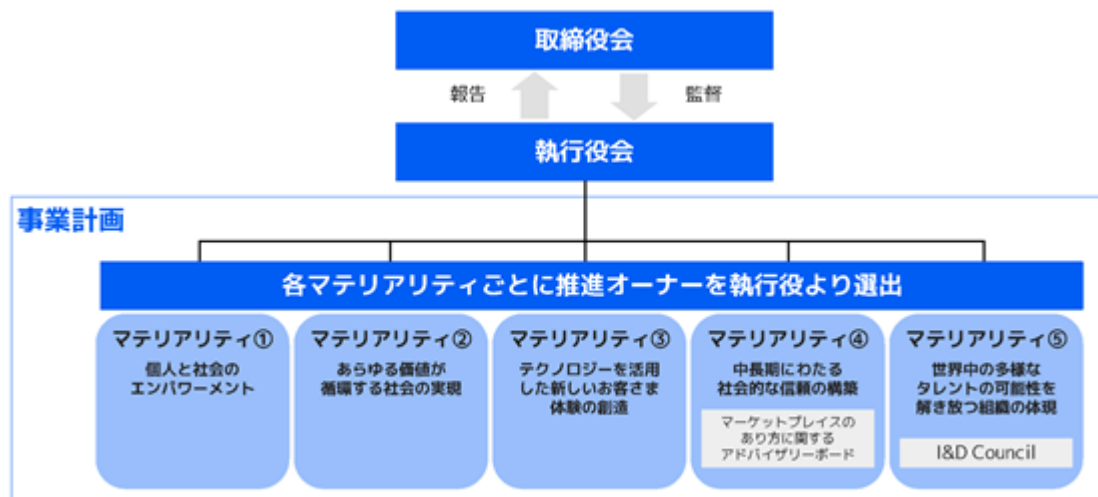 取締役会
報告
監督
執行役会
事業計画
各マテリアリティごとに推進オーナーを執行役より選出
マテリアリティ①
個人と社会の
エンパワーメント
マテリアリティ②
あらゆる価値が
循環する社会の実現
マテリアリティ③
テクノロジーを活用
した新しいお客さま
体験の創造
マテリアリティ④
中長期にわたる
社会的な信頼の構築
マーケットプレイスの
あり方に関する
アドバイザリーボード
マテリアリティ⑤
世界中の多様な
タレントの可能性を
解き放つ組織の体現
I&D Council